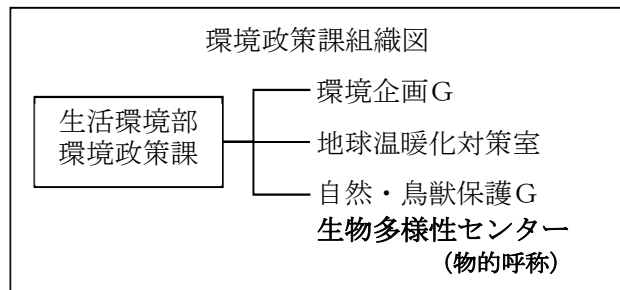 環境政策課組織図
環境企画G
生活環境部
環境政策課
地球温暖化対策室
自然・鳥獣保護G
生物多様性センター
(物的呼称)